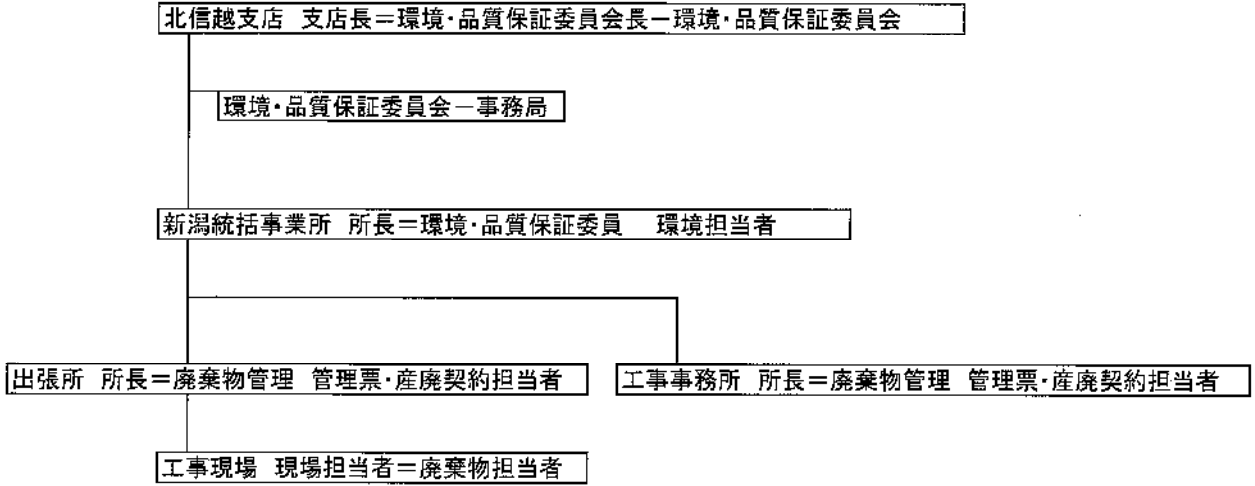 北信越支店 支店長＝環境・品質保証委員会長－環境・品質保証委員会
環境・品質保証委員会－事務局
新潟統括事業所 所長＝環境・品質保証委員 環境担当者
出張所 所長＝廃棄物管理 管理票・産廃契約担当者
工事事務所 所長＝廃棄物管理 管理票・産廃契約担当者
工事現場 現場担当者＝廃棄物担当者